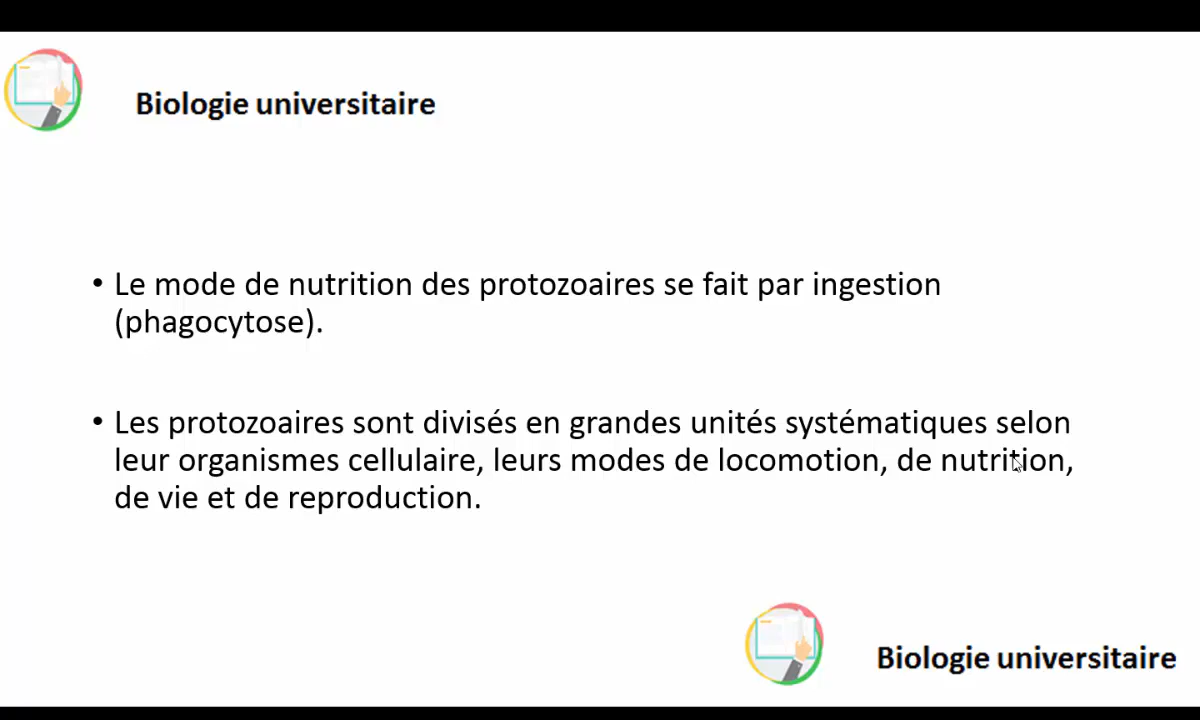 Biologie universitaire
• Le mode de nutrition des protozoaires se fait par ingestion
(phagocytose).
• Les protozoaires sont divisés en grandes unités systématiques selon
leur organismes cellulaire, leurs modes de locomotion, de nutrition,
de vie et de reproduction.
Biologie universitaire